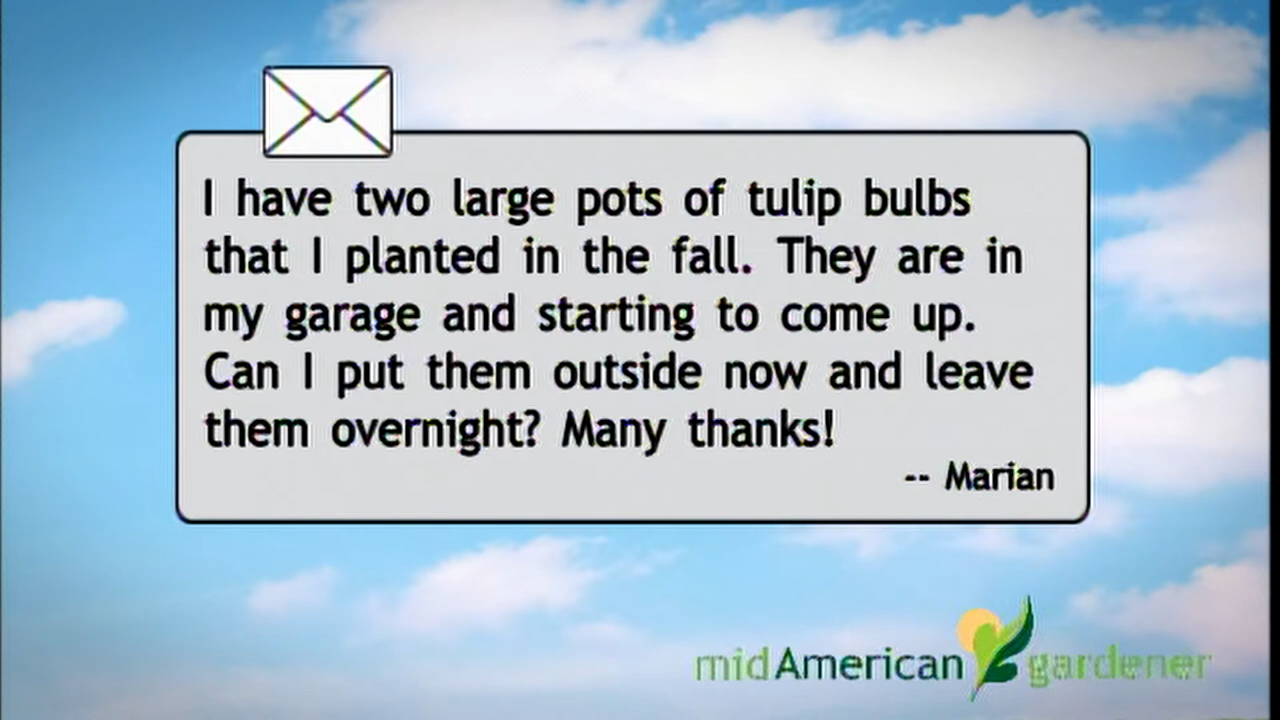 I have two large pots of tulip bulbs
that I planted in the fall. They are in
my garage and starting to come up.
Can I put them outside now and leave
them overnight? Many thanks!
-- Marian
midAmerican gardener